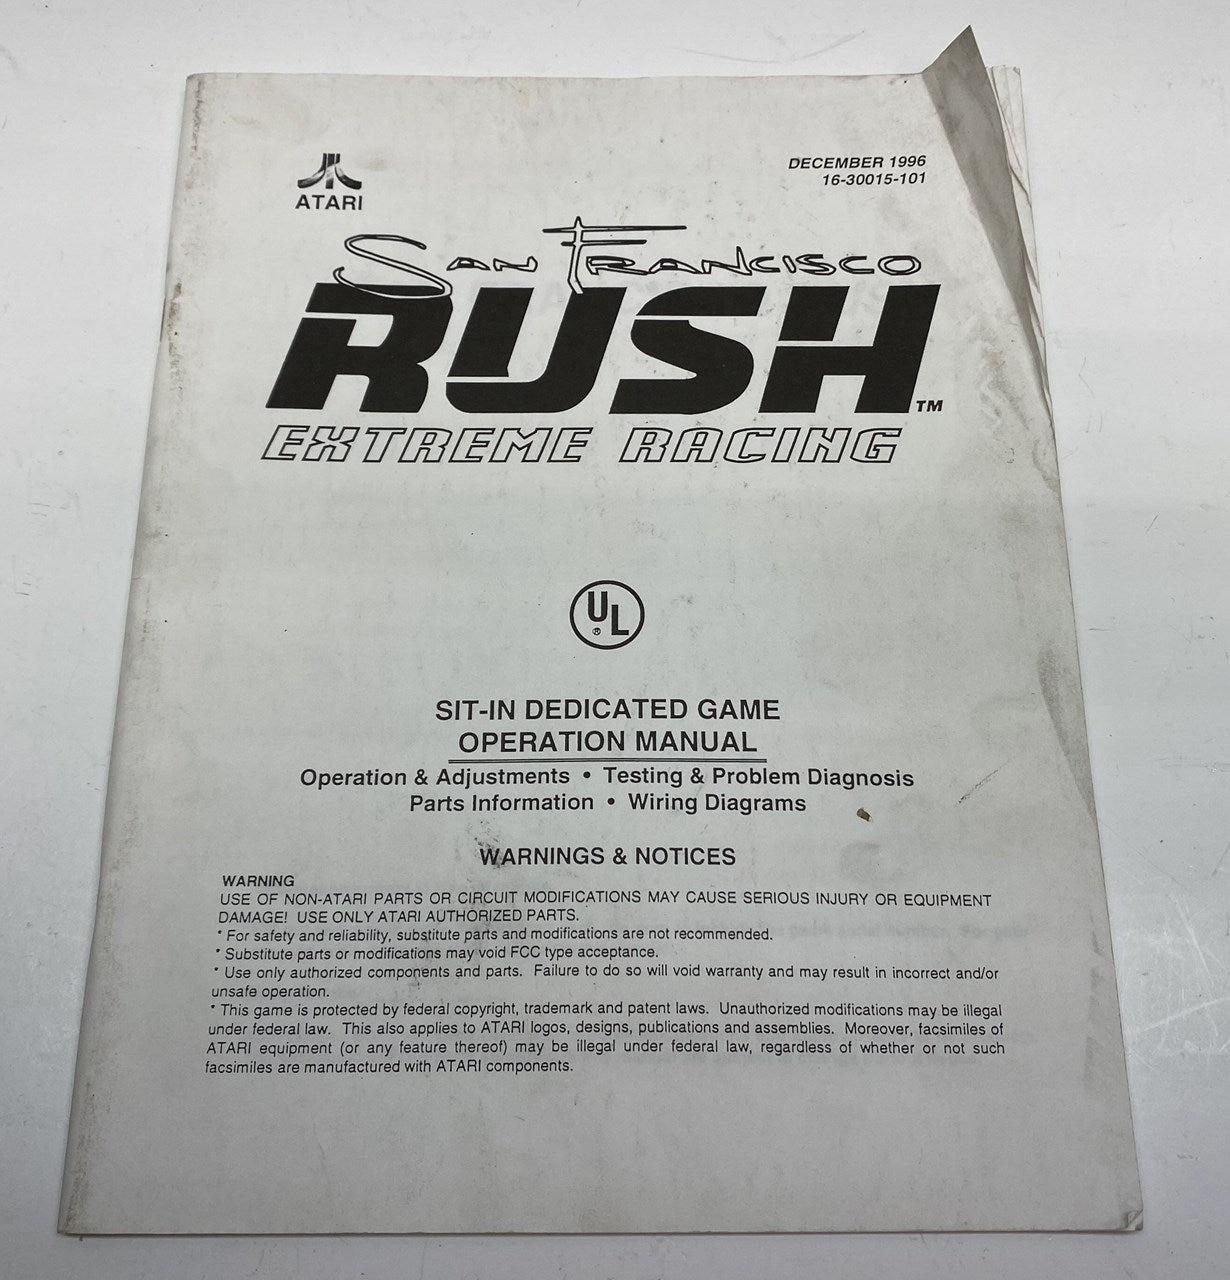 ATARI
DECEMBER 1996
16-30015-101
SAN FRANCISCO
RUSH™
EXTREME RACING
UL®
SIT-IN DEDICATED GAME
OPERATION MANUAL
Operation & Adjustments • Testing & Problem Diagnosis
Parts Information • Wiring Diagrams
WARNINGS & NOTICES
WARNING
USE OF NON-ATARI PARTS OR CIRCUIT MODIFICATIONS MAY CAUSE SERIOUS INJURY OR EQUIPMENT
DAMAGE! USE ONLY ATARI AUTHORIZED PARTS.
* For safety and reliability, substitute parts and modifications are not recommended.
* Substitute parts or modifications may void FCC type acceptance.
* Use only authorized components and parts. Failure to do so will void warranty and may result in incorrect and/or
unsafe operation.
* This game is protected by federal copyright, trademark and patent laws. Unauthorized modifications may be illegal
under federal law. This also applies to ATARI logos, designs, publications and assemblies. Moreover, facsimiles of
ATARI equipment (or any feature thereof) may be illegal under federal law, regardless of whether or not such
facsimiles are manufactured with ATARI components.